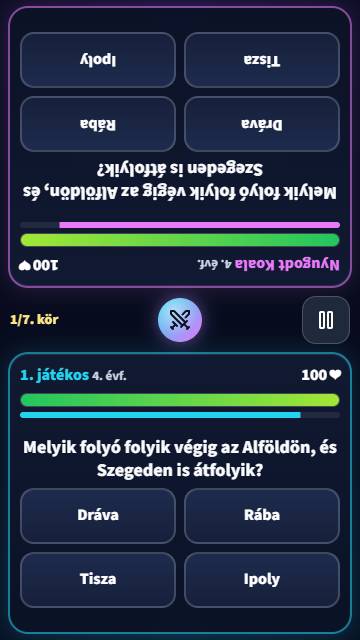 Nyugodt Koala 4. évf.
100
Melyik folyó folyik végig az Alföldön, és
Szegeden is átfolyik?
Dráva
Rába
Tisza
Ipoly
1/7. kör
1. játékos 4. évf.
100
Melyik folyó folyik végig az Alföldön, és
Szegeden is átfolyik?
Dráva
Rába
Tisza
Ipoly